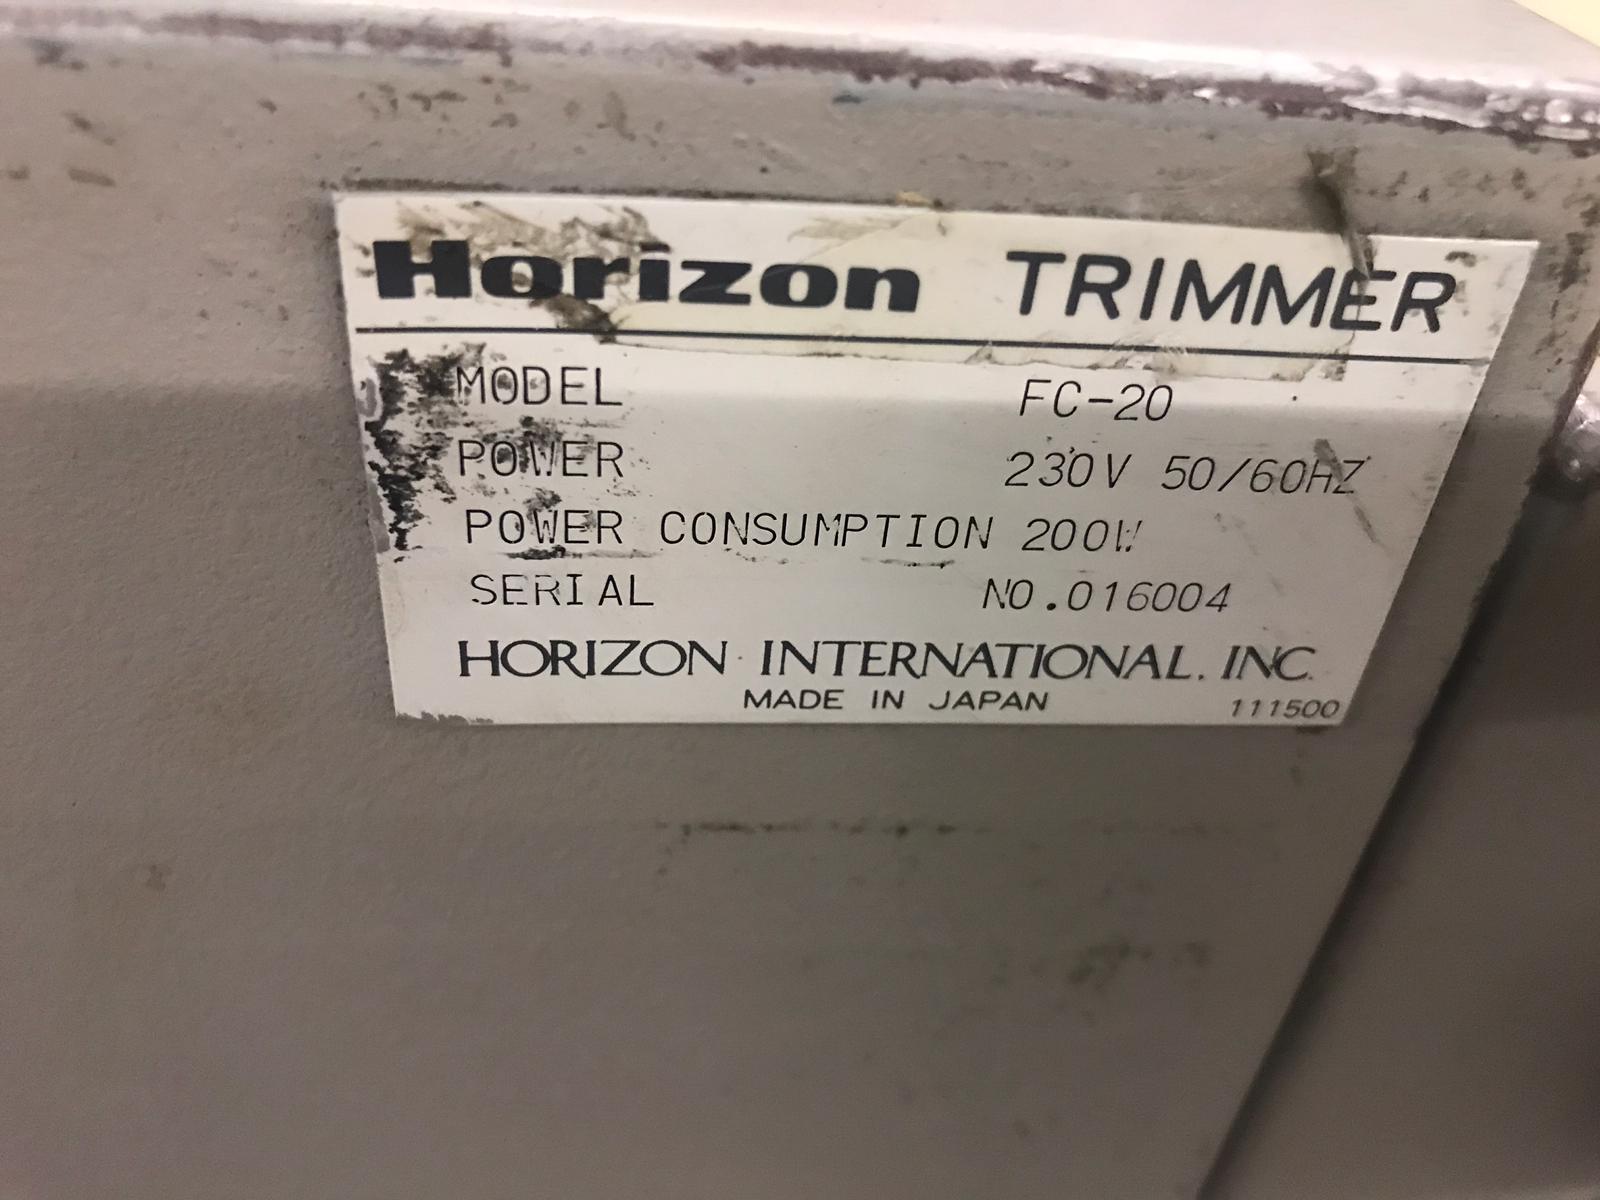 Horizon TRIMMER
MODEL FC-20
POWER 230V 50/60HZ
POWER CONSUMPTION 200W
SERIAL NO.016004
HORIZON INTERNATIONAL. INC.
MADE IN JAPAN 111500